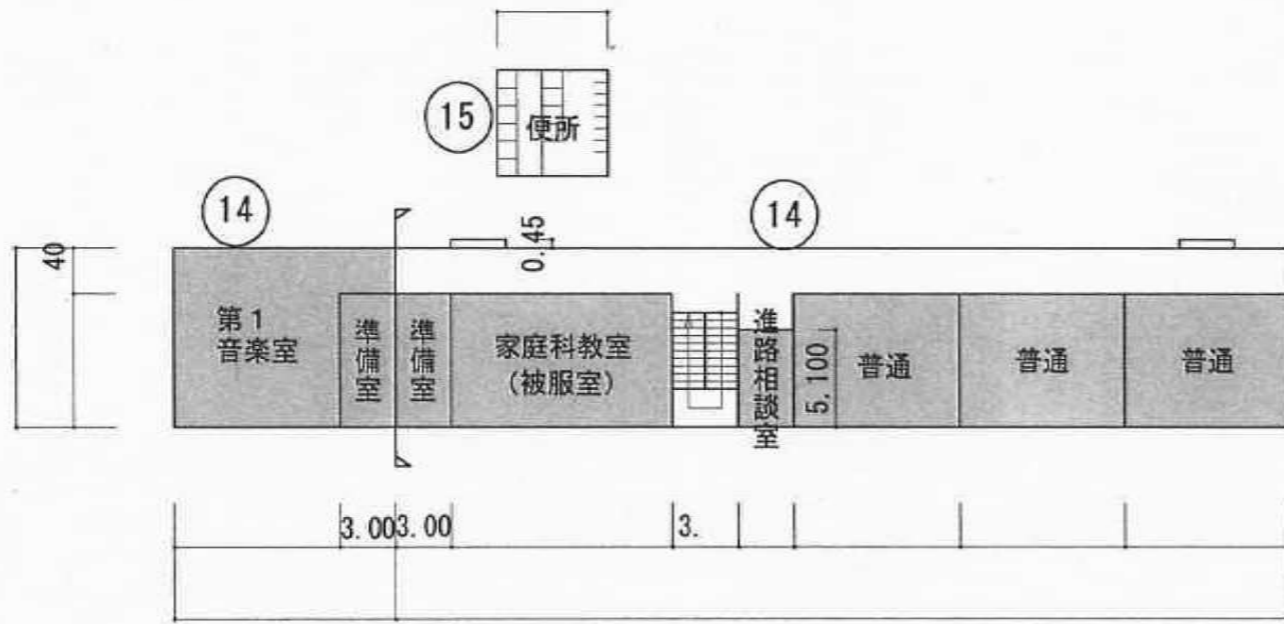 15
便所
14
14
40
0.45
第1
音楽室
準備室
準備室
家庭科教室
(被服室)
進路相談室
5.100
普通
普通
普通
3.00
3.00
3.